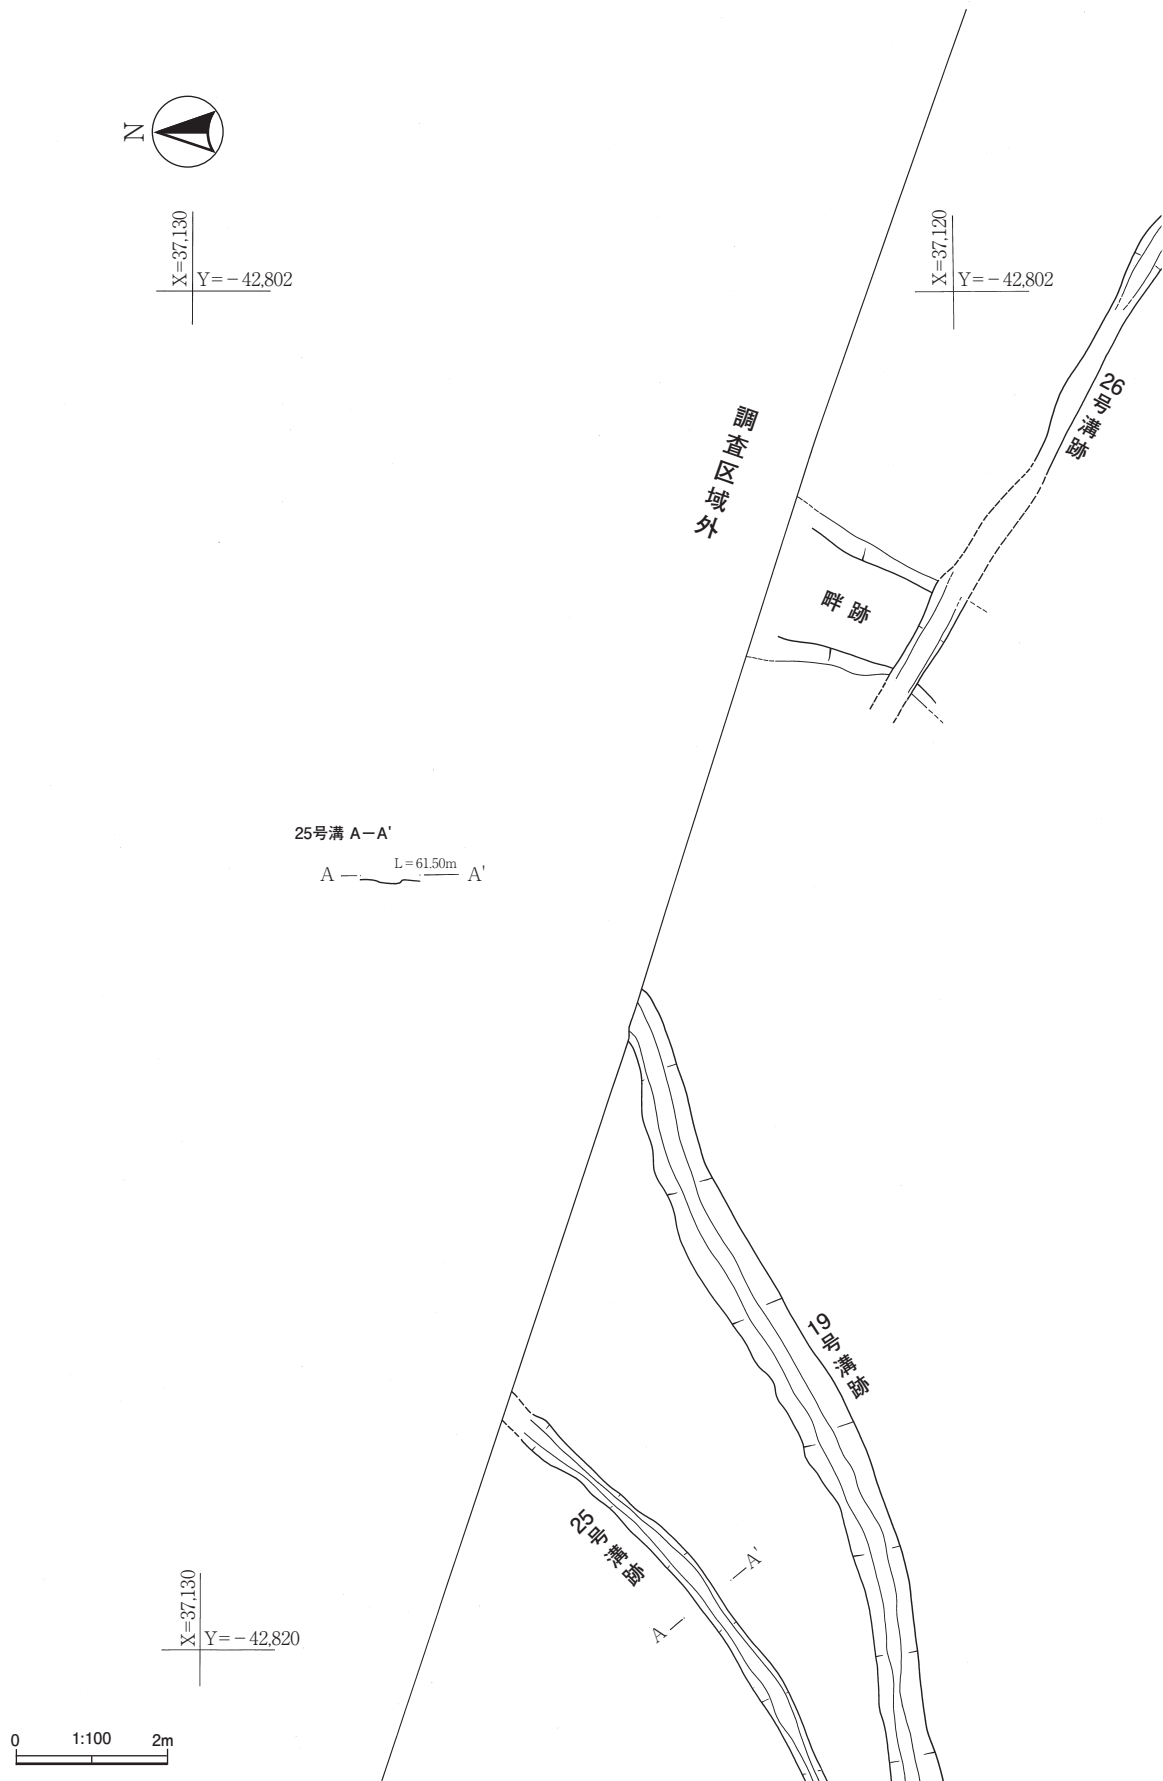 N
X=37,130
Y=－42,802
X=37,120
Y=－42,802
26号溝跡
調査区域外
畔跡
25号溝 A－A'
L=61.50m
A
A'
19号溝跡
25号溝跡
A'
A
X=37,130
Y=－42,820
0 1:100 2m